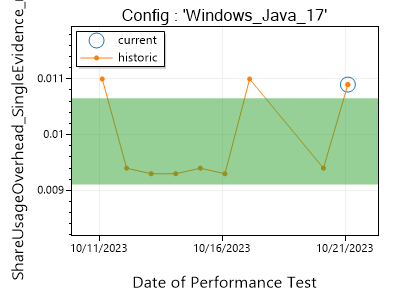 Config : 'Windows_Java_17'
current
historic
ShareUsageOverhead_SingleEvidence_
0.011
0.01
0.009
10/11/2023
10/16/2023
10/21/2023
Date of Performance Test